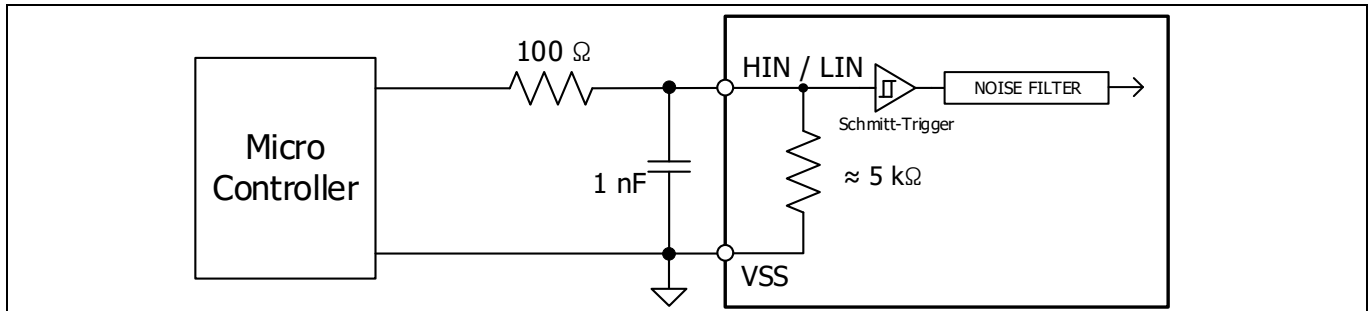 100 Ω
HIN / LIN
NOISE FILTER
Schmitt-Trigger
Micro
Controller
1 nF
≈ 5 kΩ
VSS